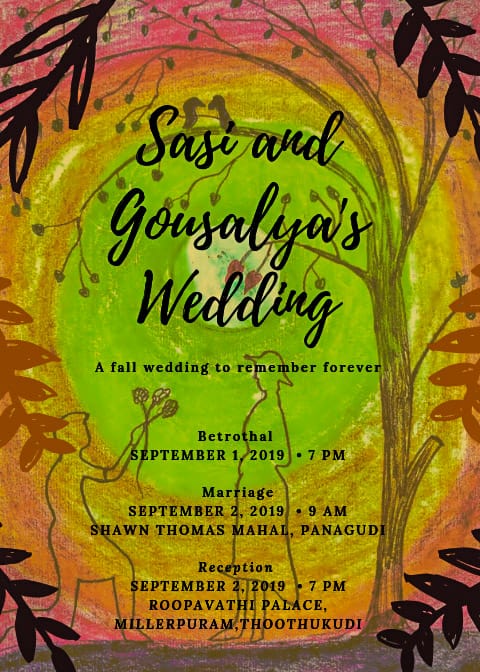 Sasi and
Gousalya's
Wedding
A fall wedding to remember forever
Betrothal
SEPTEMBER 1, 2019 • 7 PM
Marriage
SEPTEMBER 2, 2019 • 9 AM
SHAWN THOMAS MAHAL, PANAGUDI
Reception
SEPTEMBER 2, 2019 • 7 PM
ROOPAVATHI PALACE,
MILLERPURAM,THOOTHUKUDI